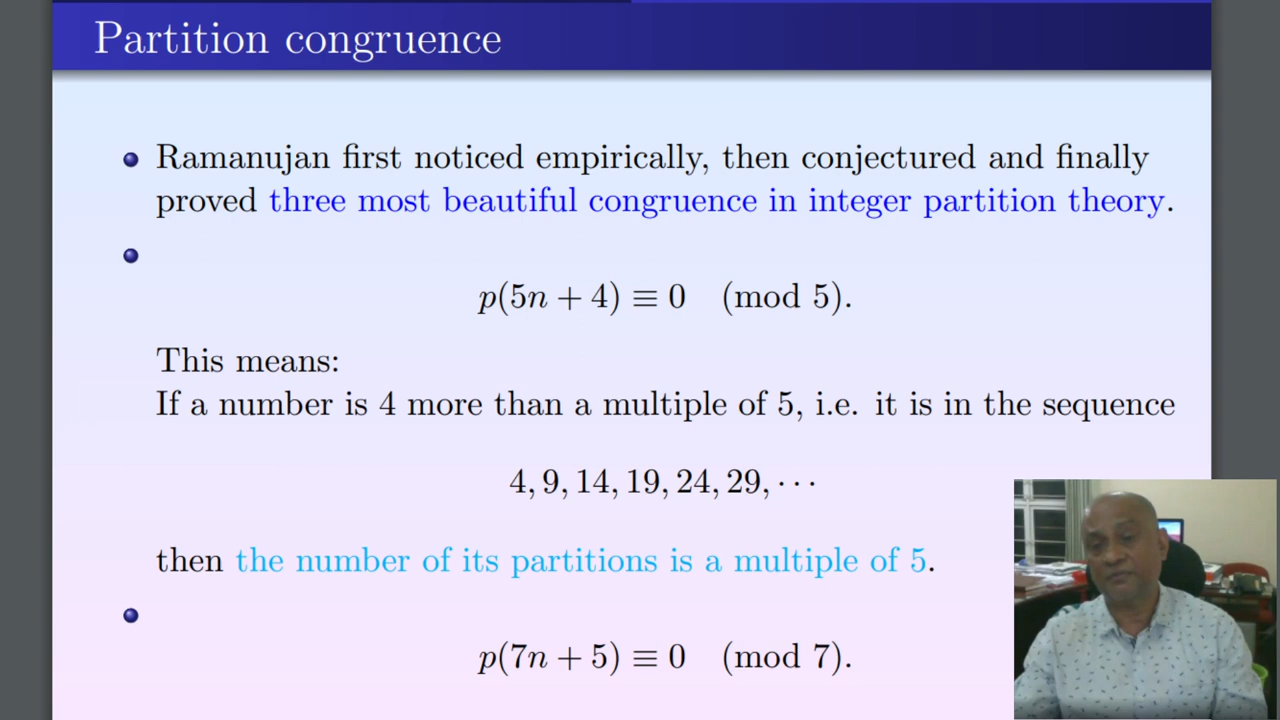 Partition congruence
Ramanujan first noticed empirically, then conjectured and finally
proved three most beautiful congruence in integer partition theory.
p(5n + 4) ≡ 0 (mod 5).
This means:
If a number is 4 more than a multiple of 5, i.e. it is in the sequence
4, 9, 14, 19, 24, 29, · · ·
then the number of its partitions is a multiple of 5.
p(7n + 5) ≡ 0 (mod 7).